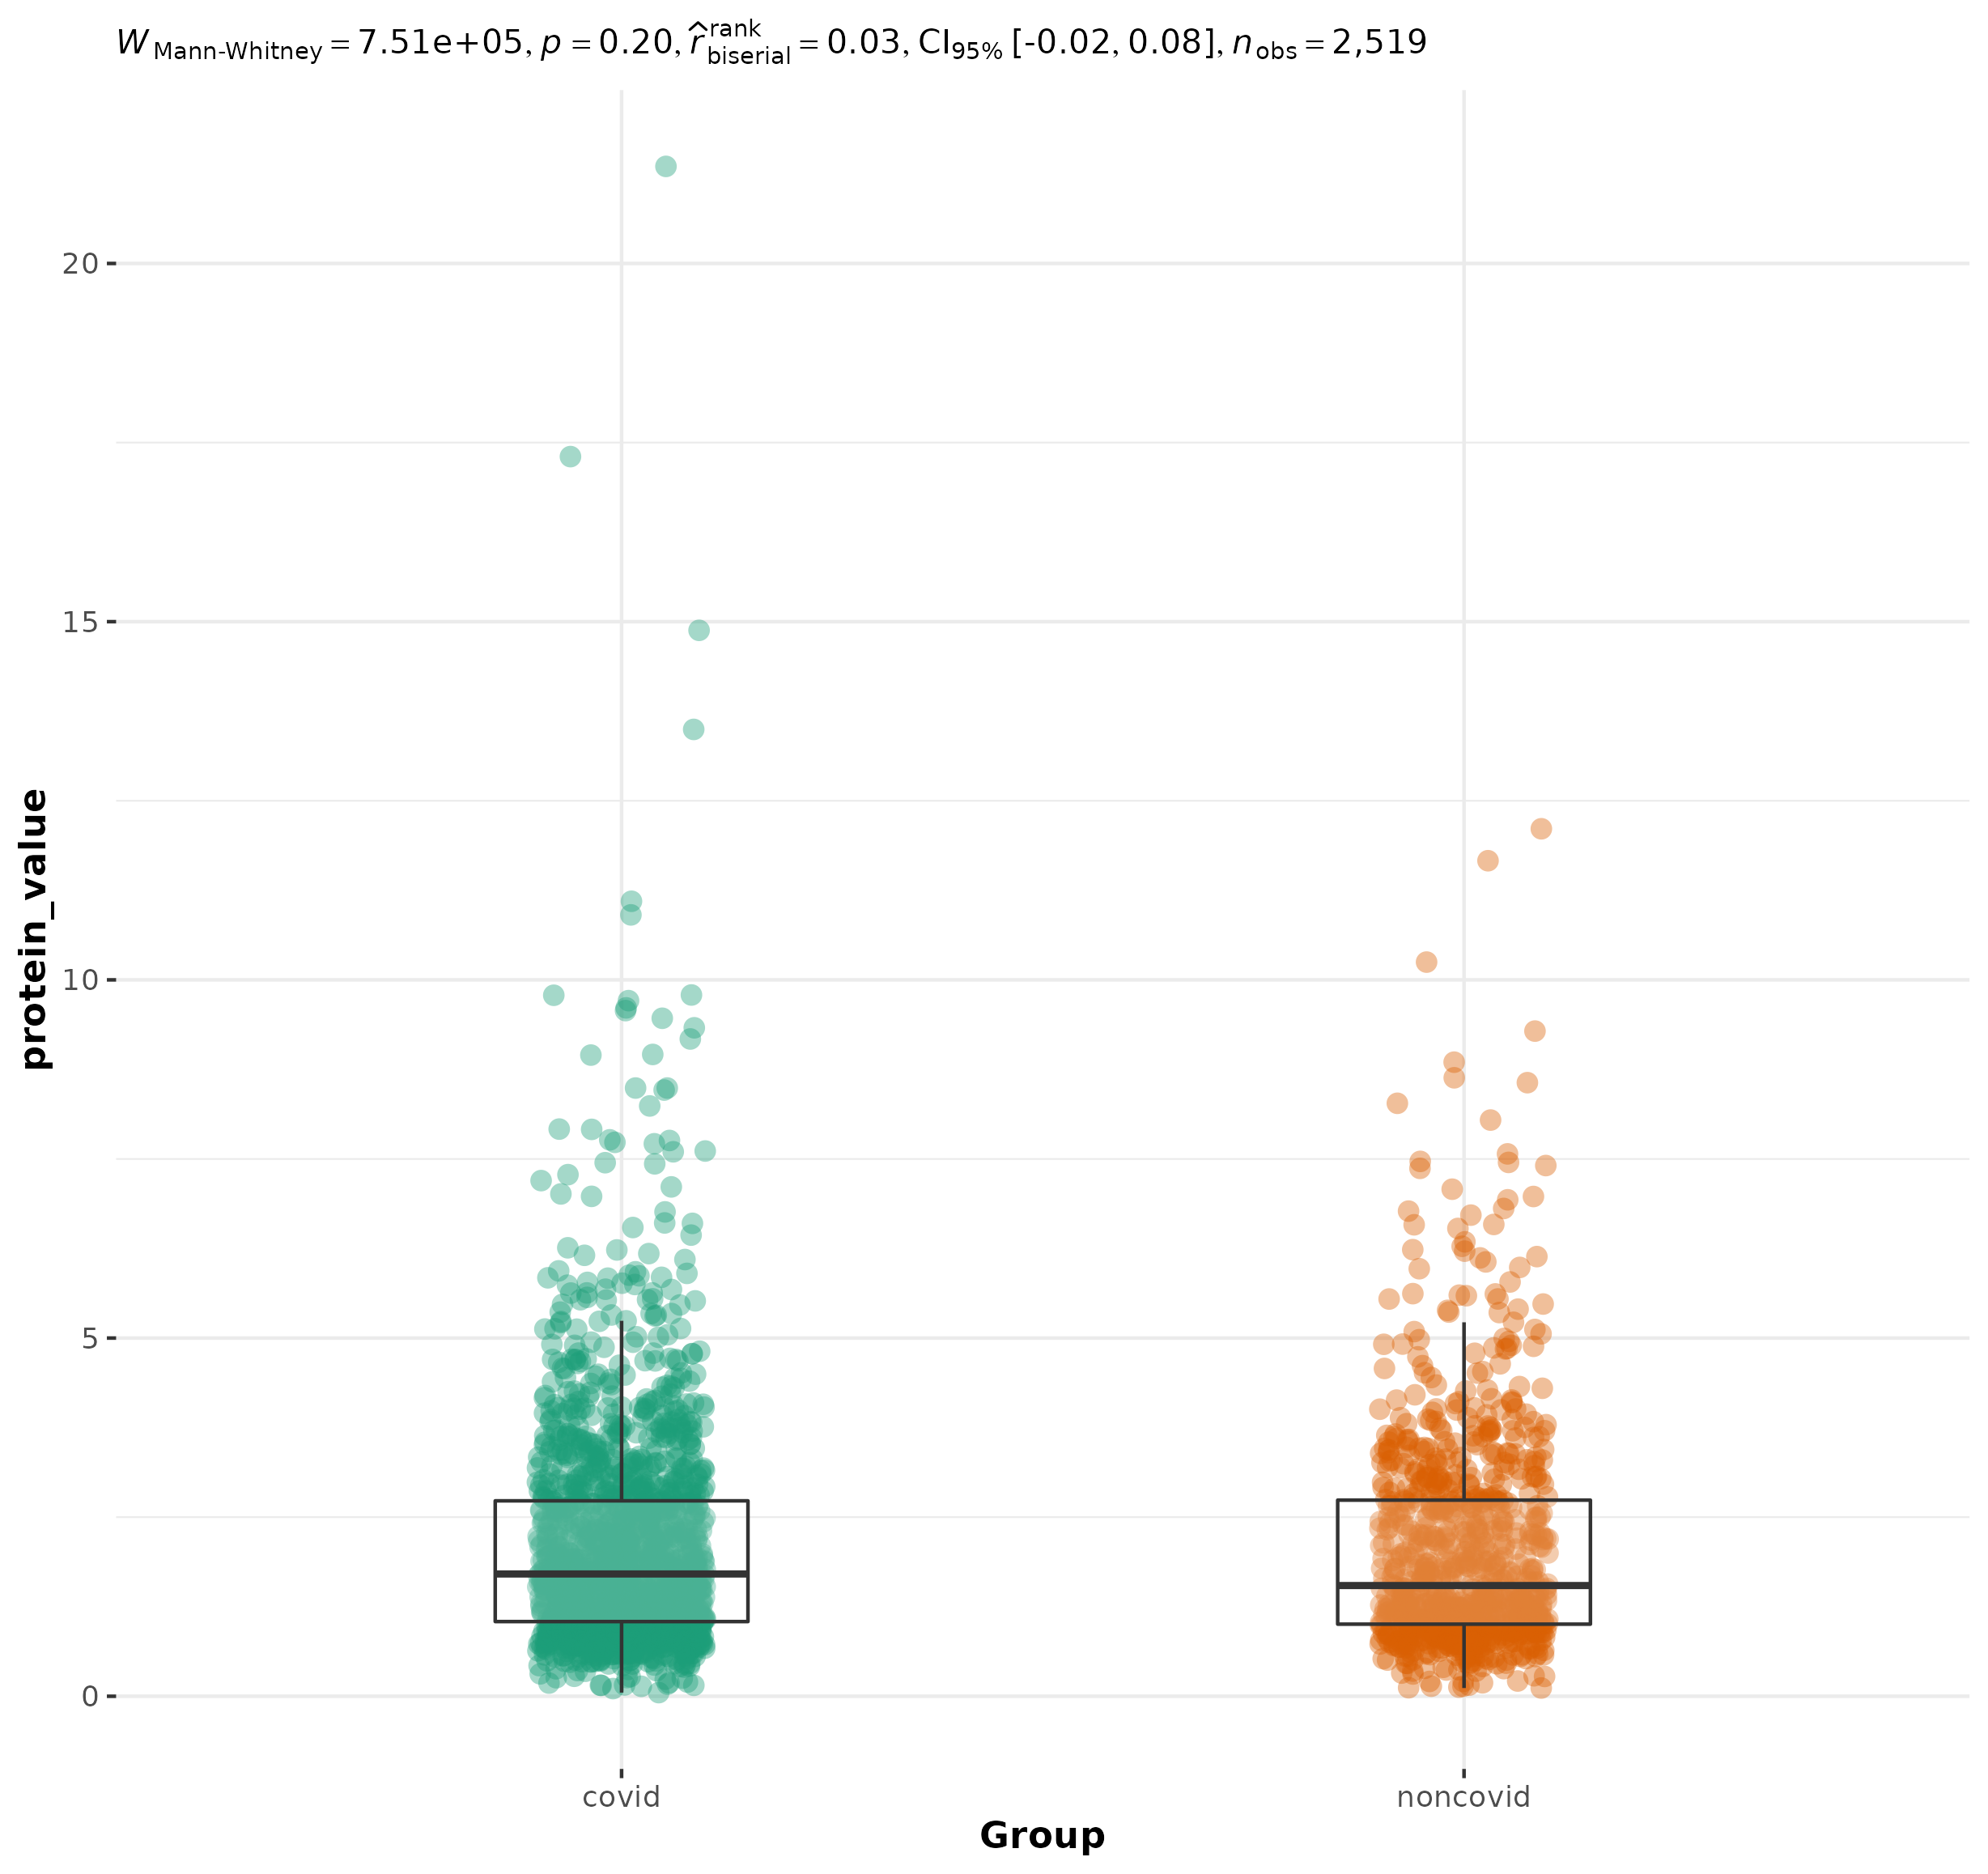 W Mann-Whitney = 7.51e+05, p = 0.20, r̂ rank biserial = 0.03, CI95% [-0.02, 0.08], n obs = 2,519
20
15
10
5
0
protein_value
covid noncovid
Group